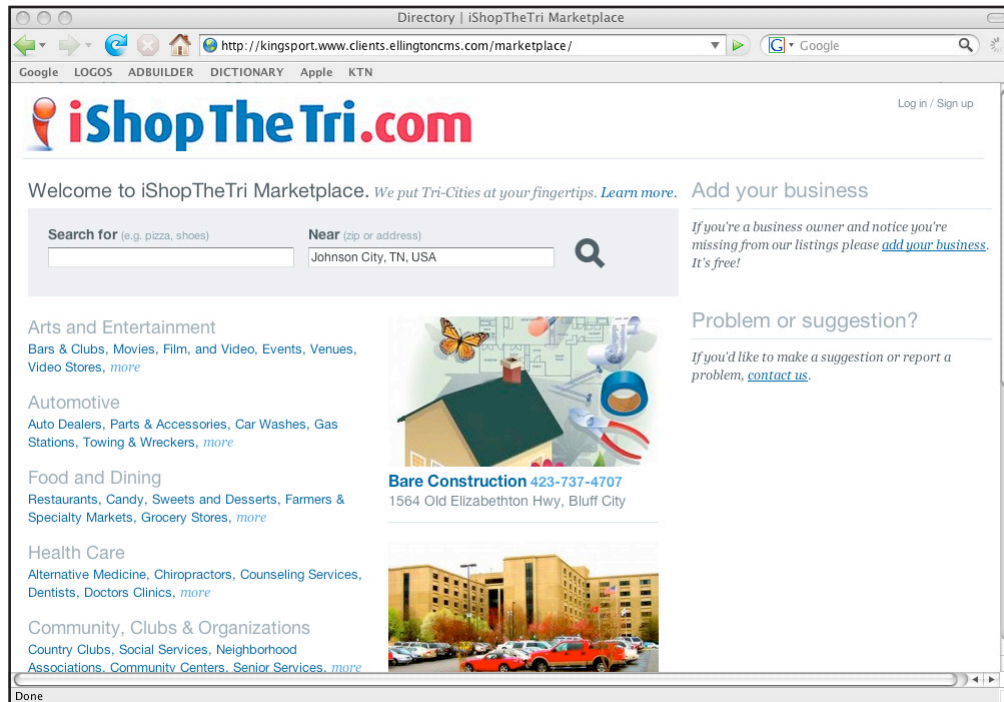 Directory | iShopTheTri Marketplace
http://kingsport.www.clients.ellingtoncms.com/marketplace/
Google
Google LOGOS ADBUILDER DICTIONARY Apple KTN
iShopTheTri.com
Log in / Sign up
Welcome to iShopTheTri Marketplace. We put Tri-Cities at your fingertips. Learn more.
Search for (e.g. pizza, shoes)
Near (zip or address)
Johnson City, TN, USA
Arts and Entertainment
Bars & Clubs, Movies, Film, and Video, Events, Venues,
Video Stores, more
Automotive
Auto Dealers, Parts & Accessories, Car Washes, Gas
Stations, Towing & Wreckers, more
Food and Dining
Restaurants, Candy, Sweets and Desserts, Farmers &
Specialty Markets, Grocery Stores, more
Health Care
Alternative Medicine, Chiropractors, Counseling Services,
Dentists, Doctors Clinics, more
Community, Clubs & Organizations
Country Clubs, Social Services, Neighborhood
Associations, Community Centers, Senior Services, more
Bare Construction 423-737-4707
1564 Old Elizabethton Hwy, Bluff City
Add your business
If you're a business owner and notice you're
missing from our listings please add your business.
It's free!
Problem or suggestion?
If you'd like to make a suggestion or report a
problem, contact us.
Done